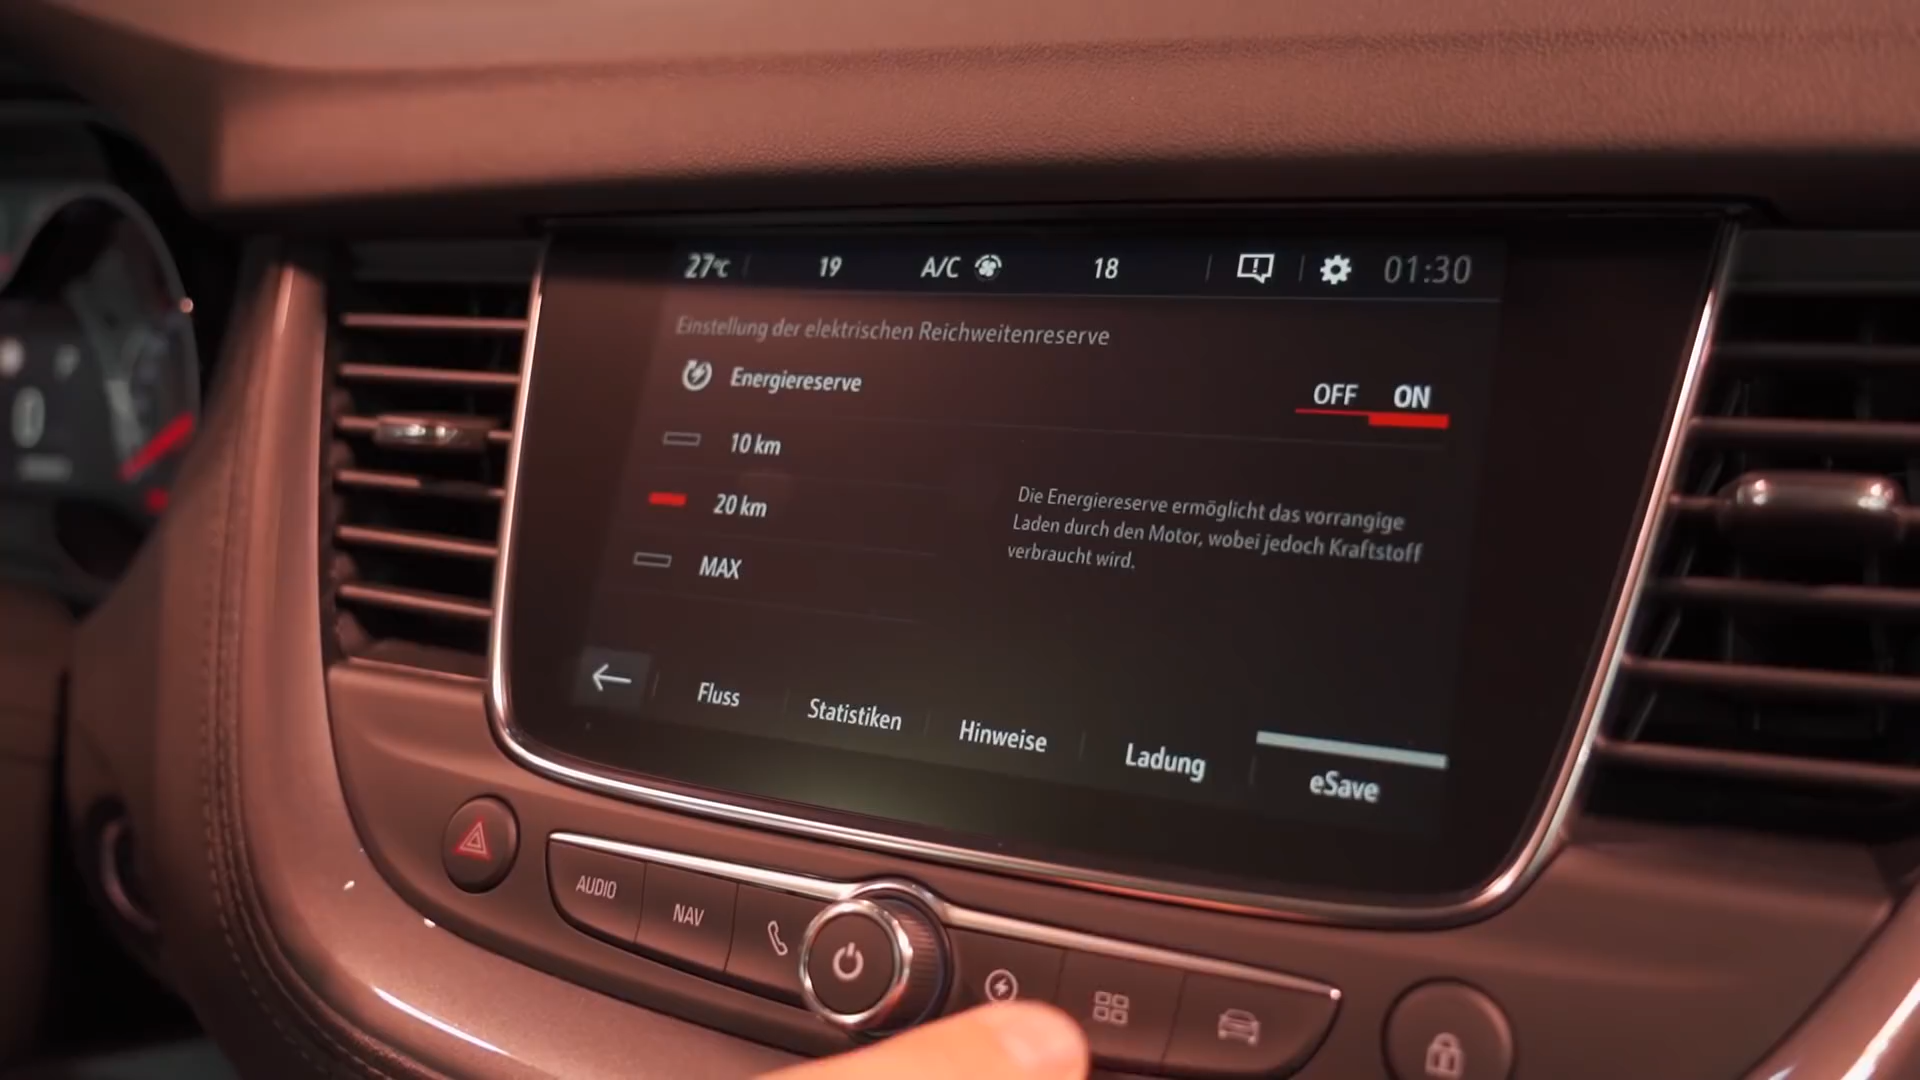 27°C 19 A/C 18 01:30
Einstellung der elektrischen Reichweitenreserve
Energiereserve OFF ON
10 km
20 km
MAX
Die Energiereserve ermöglicht das vorrangige
Laden durch den Motor, wobei jedoch Kraftstoff
verbraucht wird.
Fluss Statistiken Hinweise Ladung eSave
AUDIO NAV
0